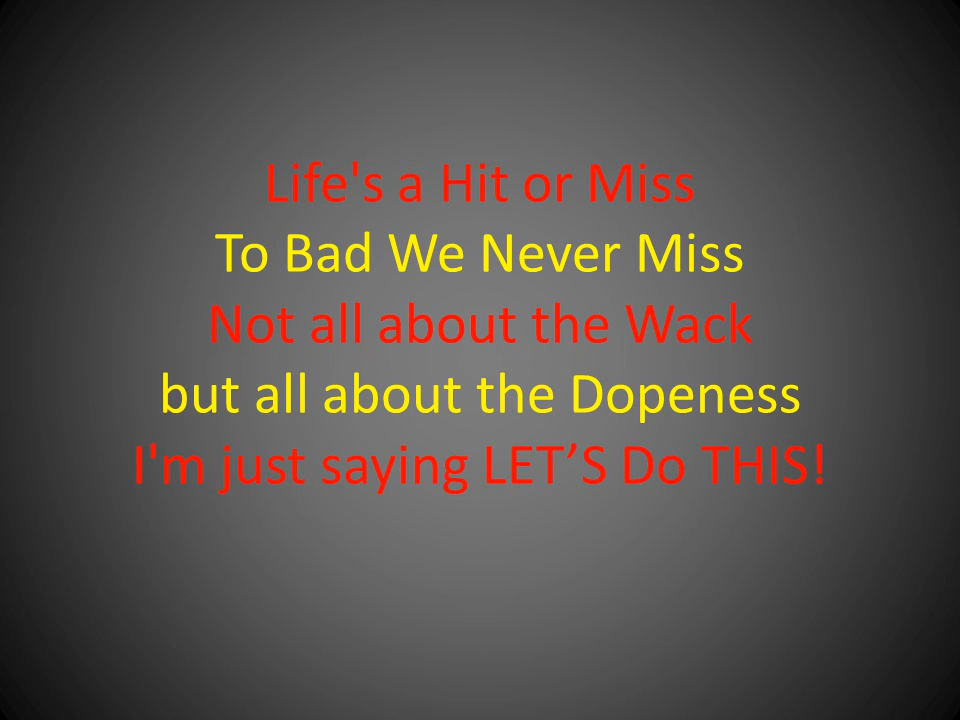 Life's a Hit or Miss
To Bad We Never Miss
Not all about the Wack
but all about the Dopeness
I'm just saying LET’S Do THIS!